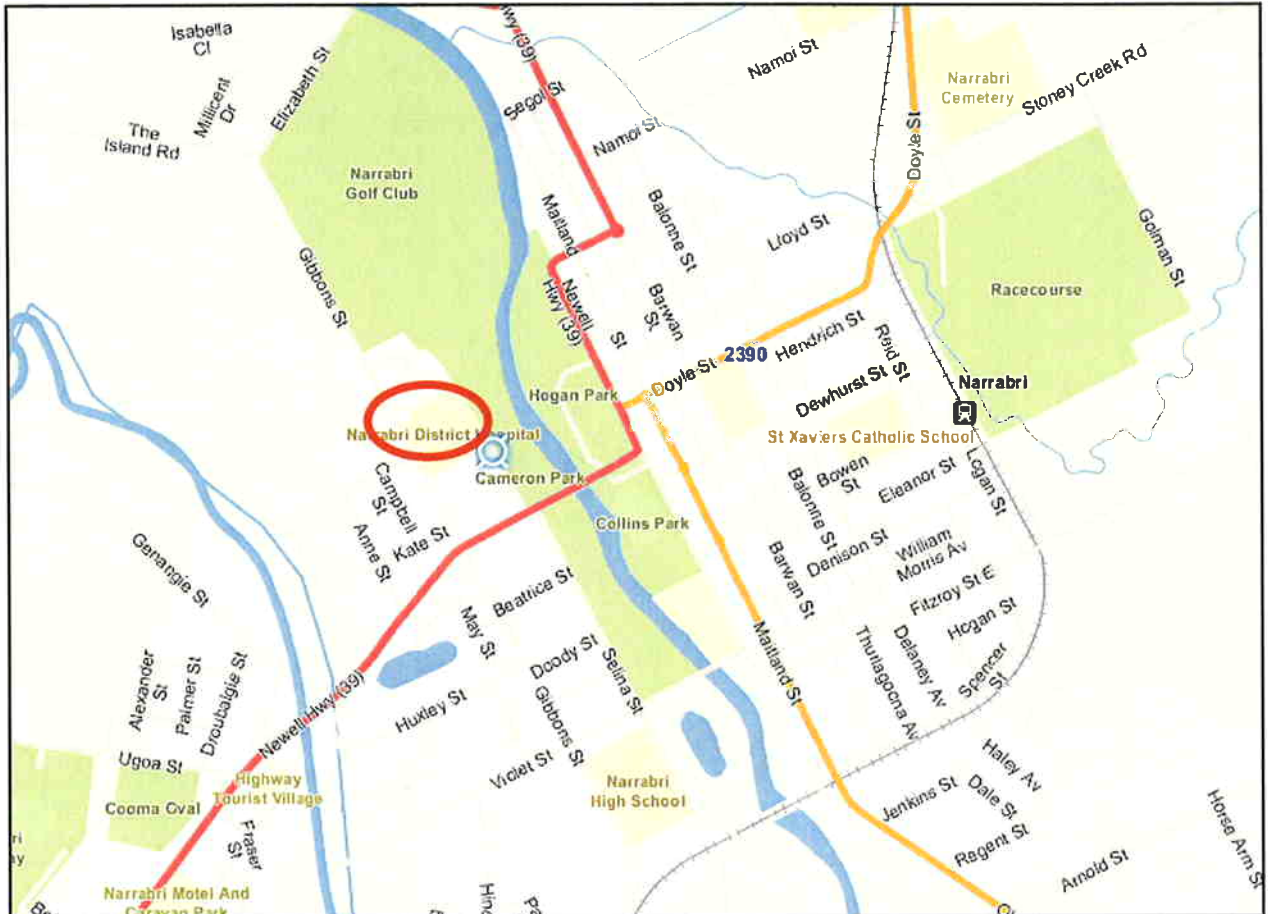 Isabella
Cl
Elizabeth St
Millicent
Dr
The
Island Rd
Hwy (39)
Segol St
Namoi St
Namoi St
Narrabri
Cemetery
Stoney Creek Rd
Doyle St
Narrabri
Golf Club
Maitland
Balonne St
Lloyd St
Golman St
Gibbons St
Newell
Hwy (39)
St
Barwan
St
Racecourse
Doyle St
2390
Hendrich St
Reid St
Dewhurst St
Narrabri
Hogan Park
Narrabri District Hospital
St Xaviers Catholic School
Cameron Park
Campbell
St
Anne St
Kate St
Collins Park
Balonne St
Bowen
St
Eleanor St
Logan St
Genangie St
Barwan St
Denison St
William
Morris Av
Fitzroy St E
Hogan St
Beatrice St
May St
Doody St
Selina St
Maitland St
Thurlagoona Av
Delaney Av
Spencer
St
Alexander
St
Palmer St
Droubalgie St
Newell Hwy (39)
Huxley St
Gibbons St
Violet St
Ugoa St
Highway
Tourist Village
Cooma Oval
Fraser
St
Narrabri
High School
Haley Av
Jenkins St
Dale St
Regent St
Arnold St
Horse Arm St
Narrabri Motel And
Caravan Park